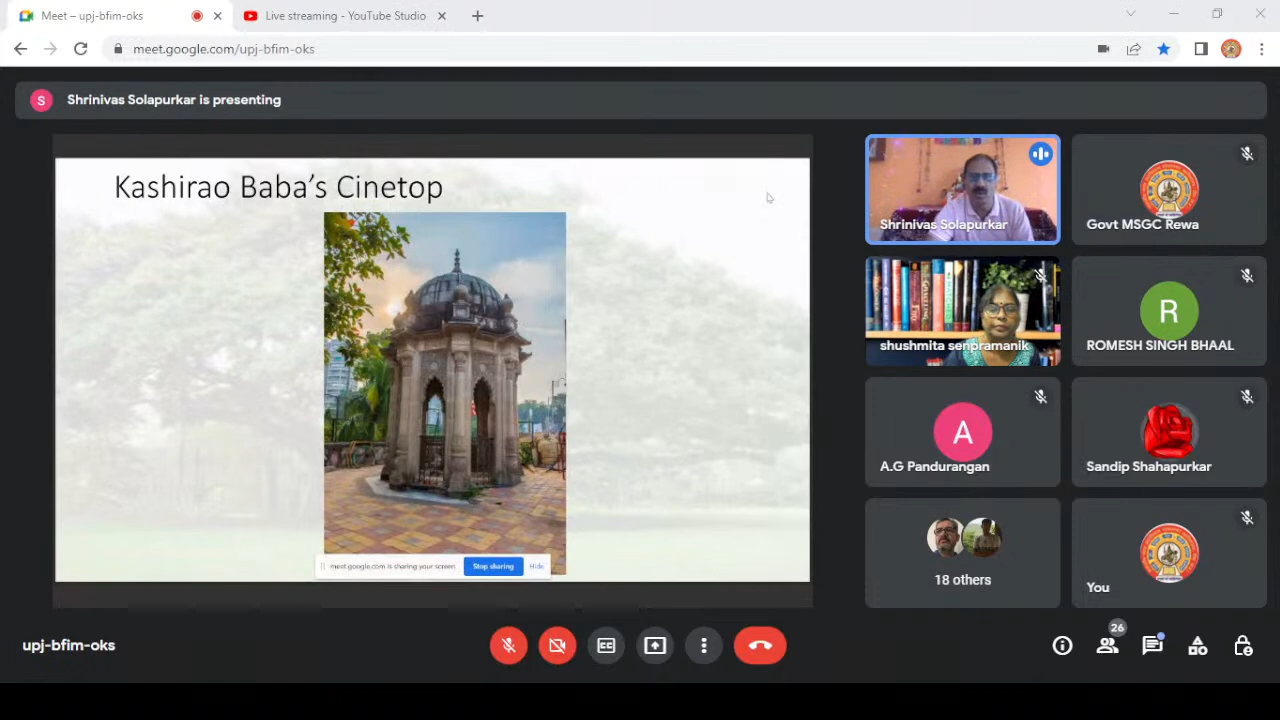 Meet – upj-bfim-oks
Live streaming - YouTube Studio
meet.google.com/upj-bfim-oks
S
Shrinivas Solapurkar is presenting
Kashirao Baba's Cinetop
meet.google.com is sharing your screen
Stop sharing
Hide
Shrinivas Solapurkar
Govt MSGC Rewa
shushmita senpramanik
R
ROMESH SINGH BHAAL
A
A.G Pandurangan
Sandip Shahapurkar
18 others
You
upj-bfim-oks
CC
26